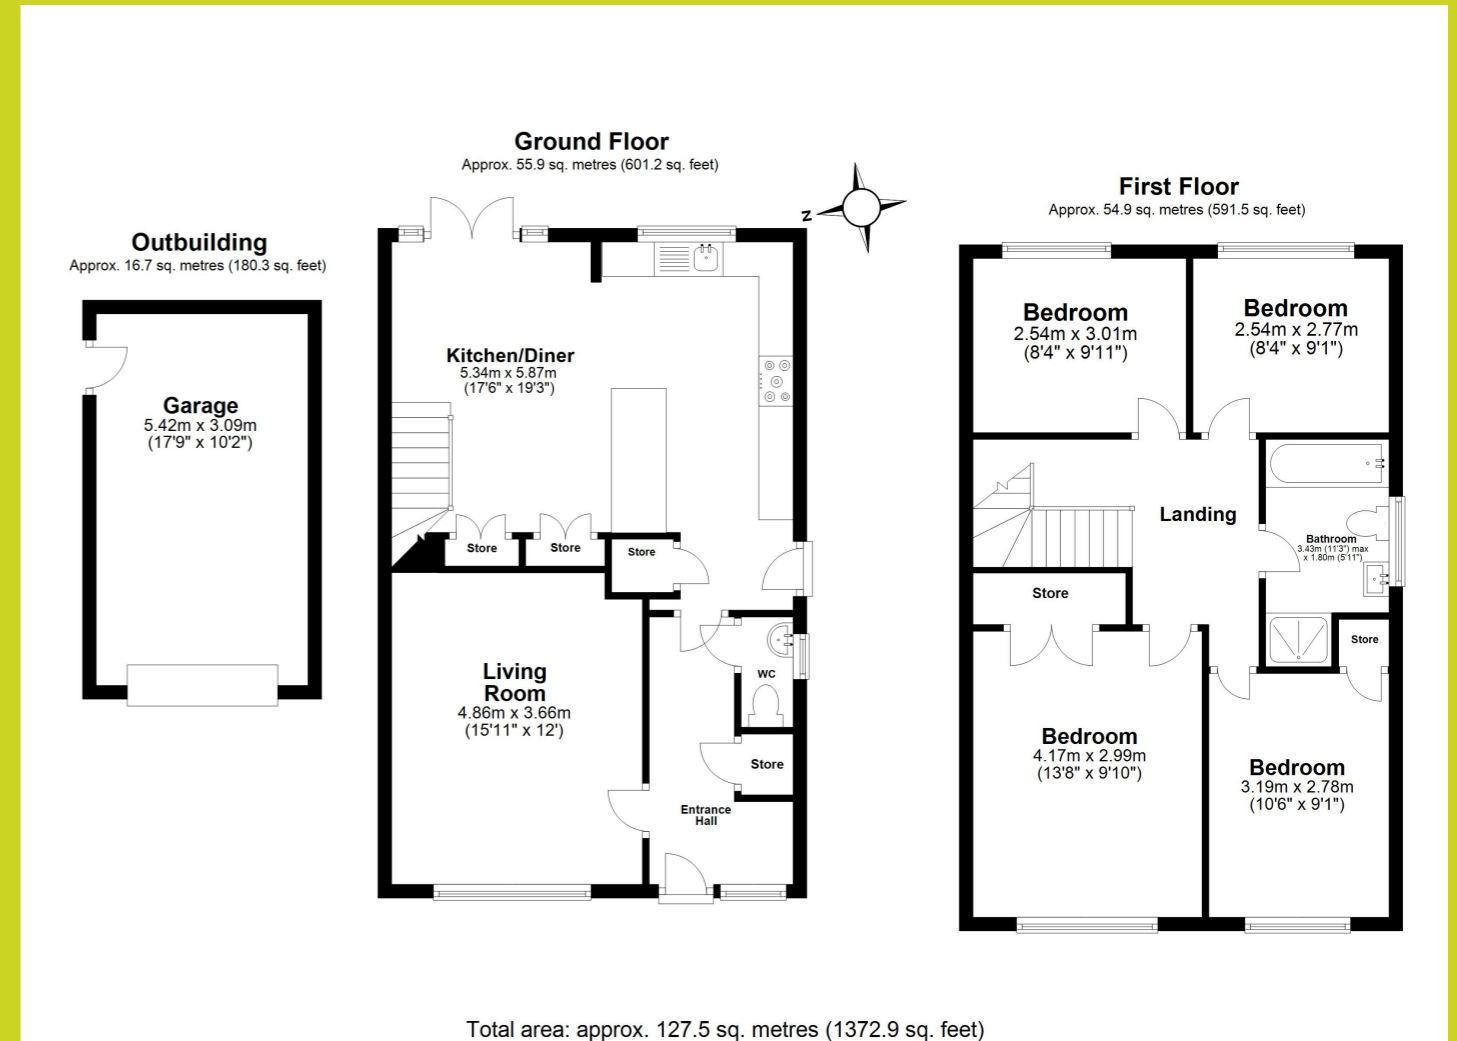 Ground Floor
Approx. 55.9 sq. metres (601.2 sq. feet)
First Floor
Approx. 54.9 sq. metres (591.5 sq. feet)
N
Outbuilding
Approx. 16.7 sq. metres (180.3 sq. feet)
Garage
5.42m x 3.09m
(17'9" x 10'2")
Kitchen/Diner
5.34m x 5.87m
(17'6" x 19'3")
Store
Store
Store
Living
Room
4.86m x 3.66m
(15'11" x 12')
WC
Store
Entrance
Hall
Bedroom
2.54m x 3.01m
(8'4" x 9'11")
Bedroom
2.54m x 2.77m
(8'4" x 9'1")
Landing
Bathroom
3.43m (11'3") max
x 1.80m (5'11")
Store
Store
Bedroom
4.17m x 2.99m
(13'8" x 9'10")
Bedroom
3.19m x 2.78m
(10'6" x 9'1")
Total area: approx. 127.5 sq. metres (1372.9 sq. feet)